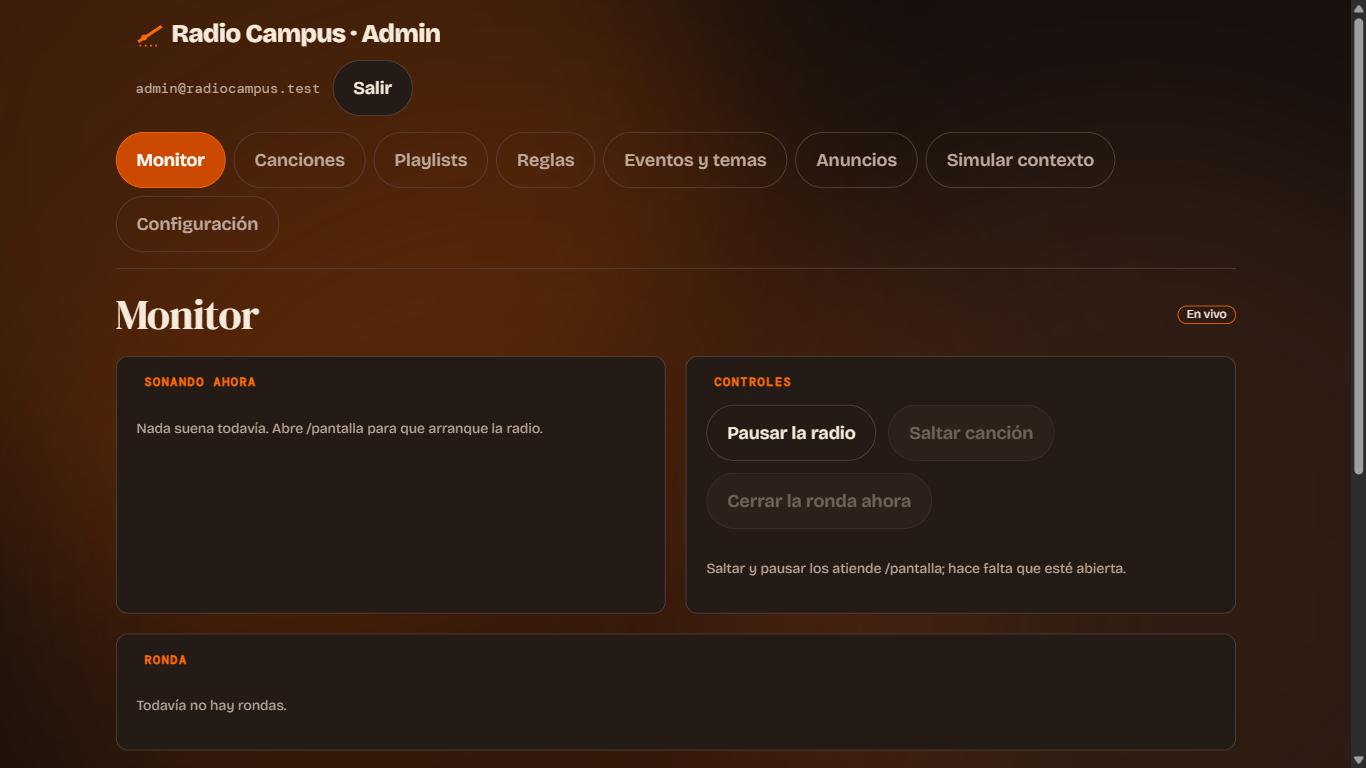 Radio Campus · Admin
admin@radiocampus.test
Salir
Monitor
Canciones
Playlists
Reglas
Eventos y temas
Anuncios
Simular contexto
Configuración
Monitor
En vivo
SONANDO AHORA
Nada suena todavía. Abre /pantalla para que arranque la radio.
CONTROLES
Pausar la radio
Saltar canción
Cerrar la ronda ahora
Saltar y pausar los atiende /pantalla; hace falta que esté abierta.
RONDA
Todavía no hay rondas.